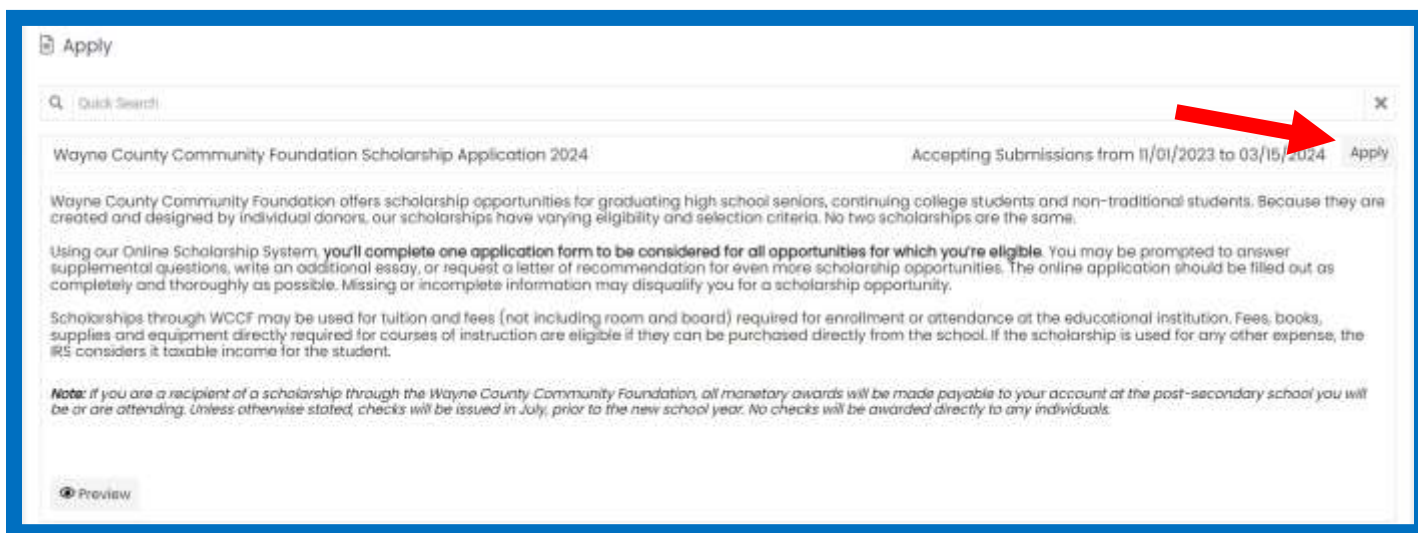 Apply
Quick Search
Wayne County Community Foundation Scholarship Application 2024 Accepting Submissions from 11/01/2023 to 03/15/2024 Apply
Wayne County Community Foundation offers scholarship opportunities for graduating high school seniors, continuing college students and non-traditional students. Because they are
created and designed by individual donors, our scholarships have varying eligibility and selection criteria. No two scholarships are the same.
Using our Online Scholarship System, you'll complete one application form to be considered for all opportunities for which you're eligible. You may be prompted to answer
supplemental questions, write an additional essay, or request a letter of recommendation for even more scholarship opportunities. The online application should be filled out as
completely and thoroughly as possible. Missing or incomplete information may disqualify you for a scholarship opportunity.
Scholarships through WCCF may be used for tuition and fees (not including room and board) required for enrollment or attendance at the educational institution. Fees, books,
supplies and equipment directly required for courses of instruction are eligible if they can be purchased directly from the school. If the scholarship is used for any other expense, the
IRS considers it taxable income for the student.
Note: If you are a recipient of a scholarship through the Wayne County Community Foundation, all monetary awards will be made payable to your account at the post-secondary school you will
be or are attending. Unless otherwise stated, checks will be issued in July, prior to the new school year. No checks will be awarded directly to any individuals.
Preview